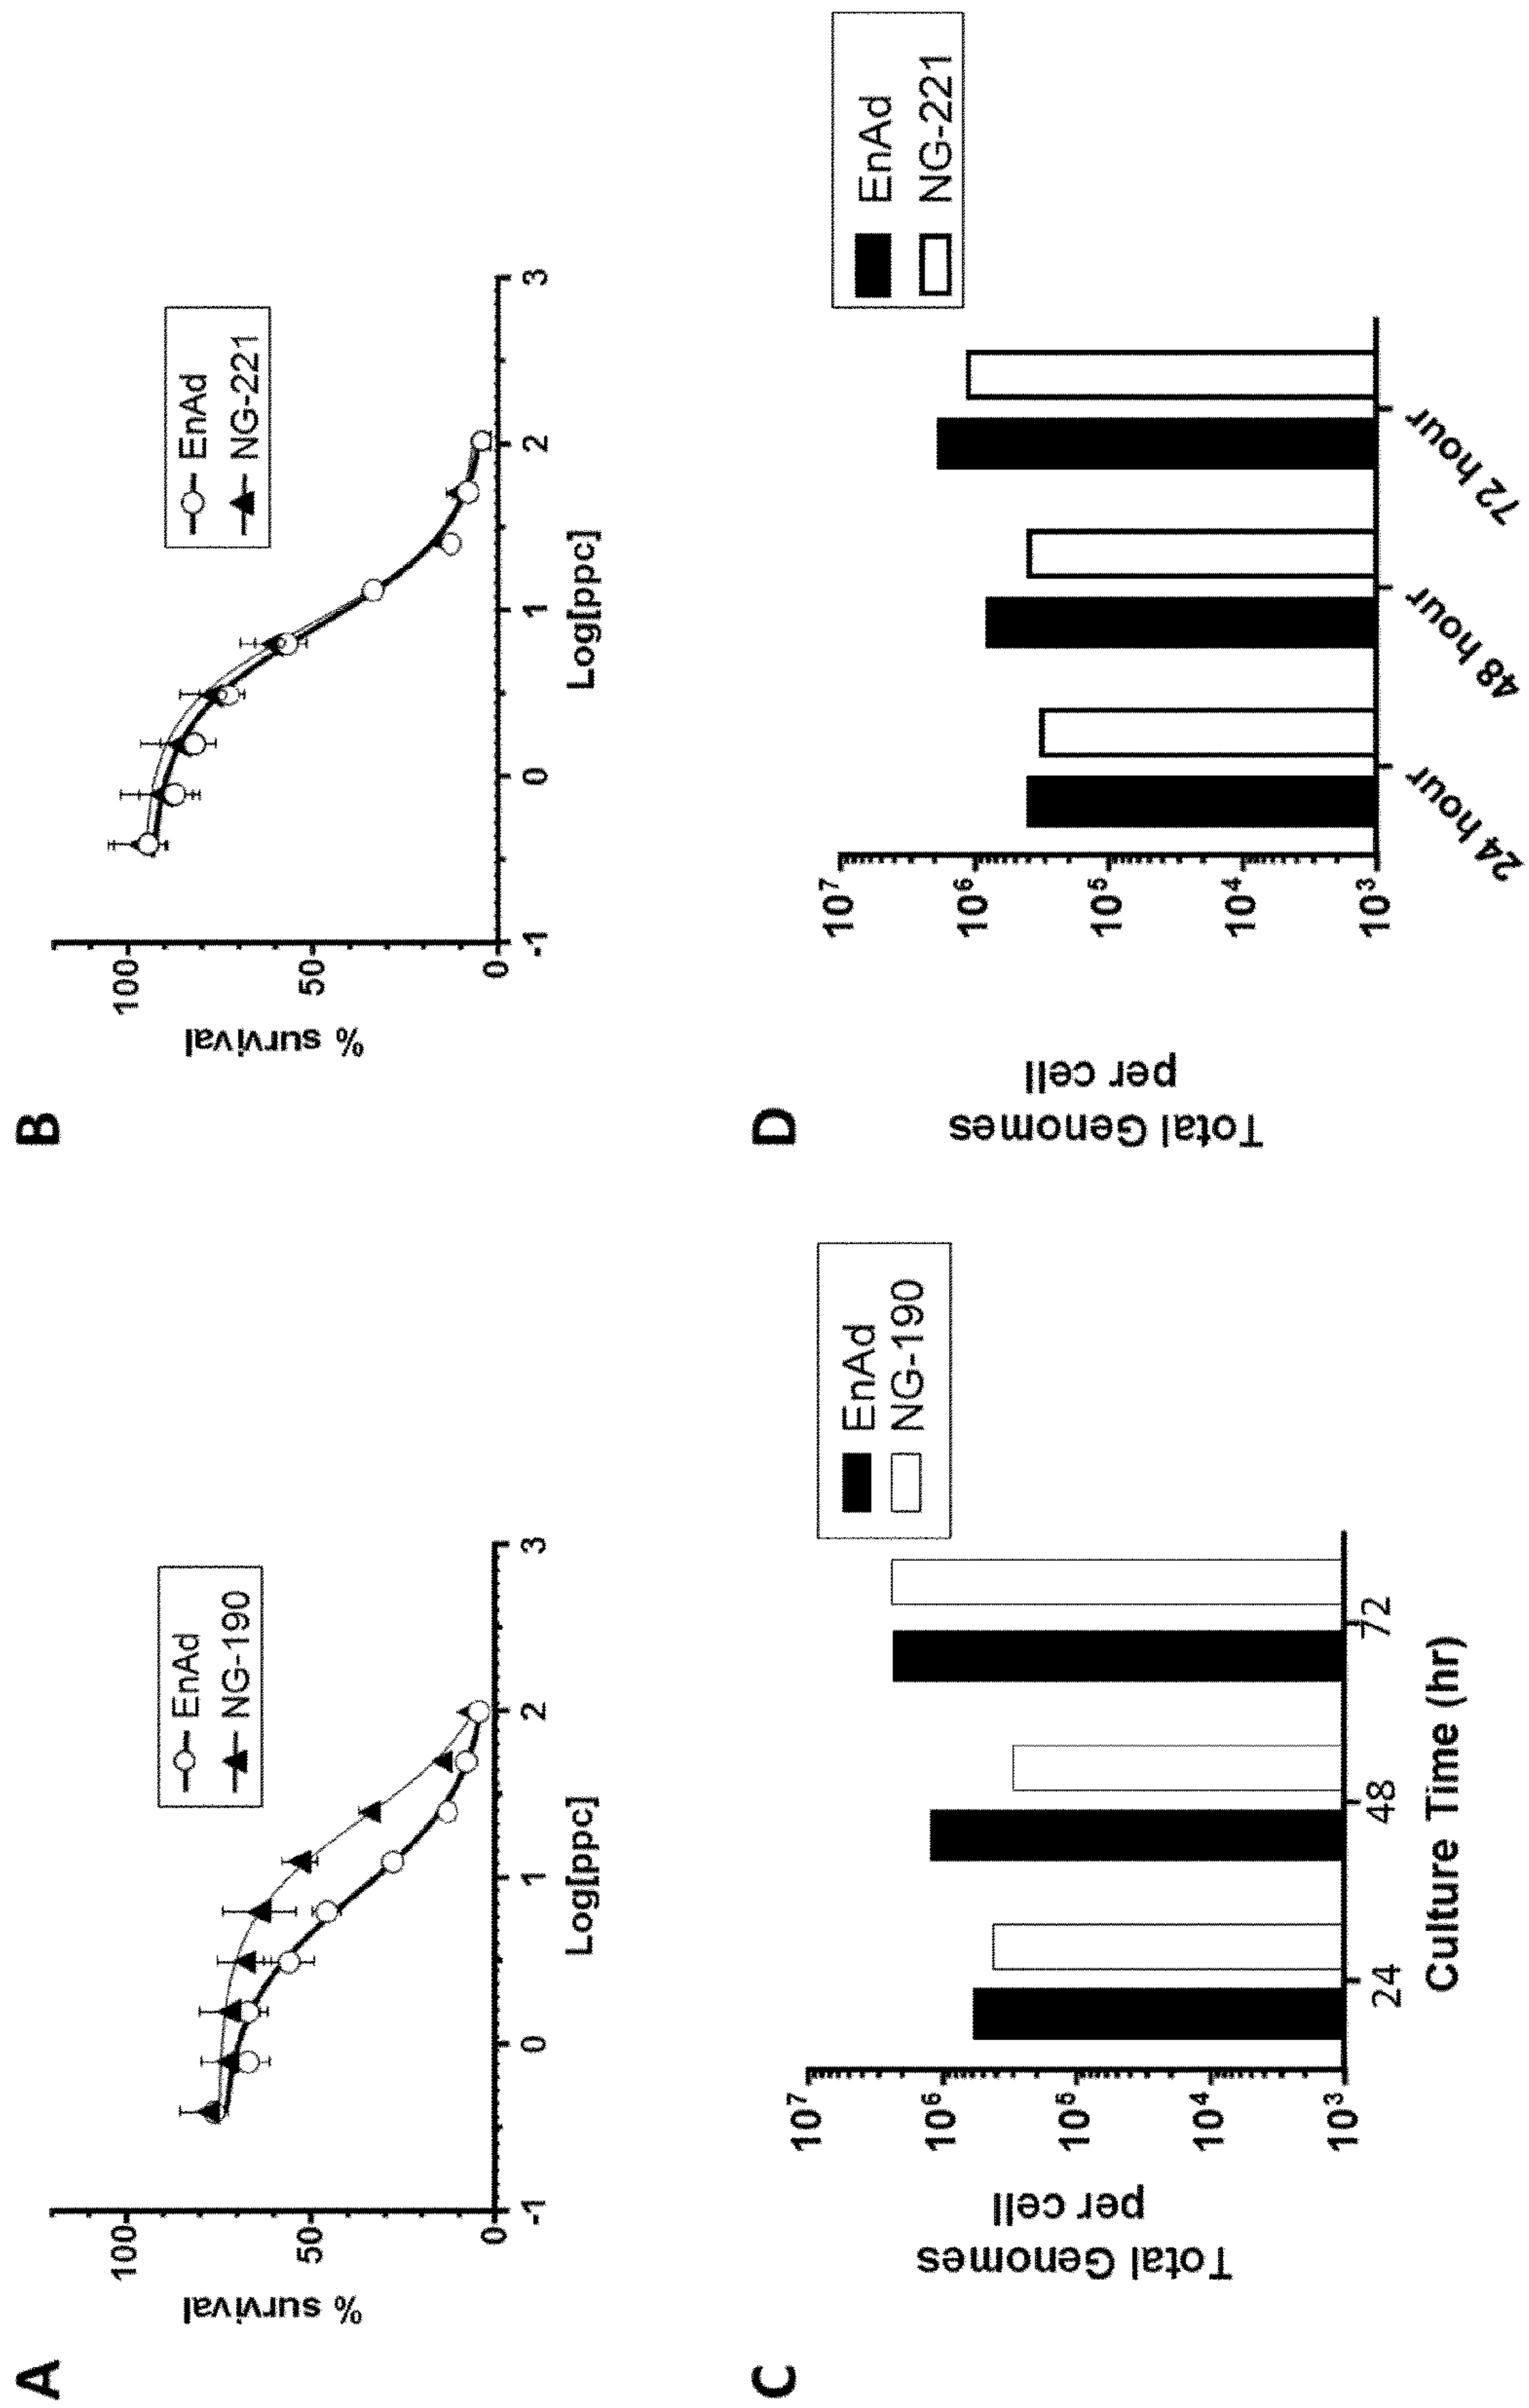 A
% survival
100
50
0
-1
0
1
2
3
Log[ppc]
EnAd
NG-190
B
% survival
100
50
0
-1
0
1
2
3
Log[ppc]
EnAd
NG-221
C
Total Genomes
per cell
10⁷
10⁶
10⁵
10⁴
10³
24
48
72
Culture Time (hr)
EnAd
NG-190
D
Total Genomes
per cell
10⁷
10⁶
10⁵
10⁴
10³
24 hour
48 hour
72 hour
EnAd
NG-221